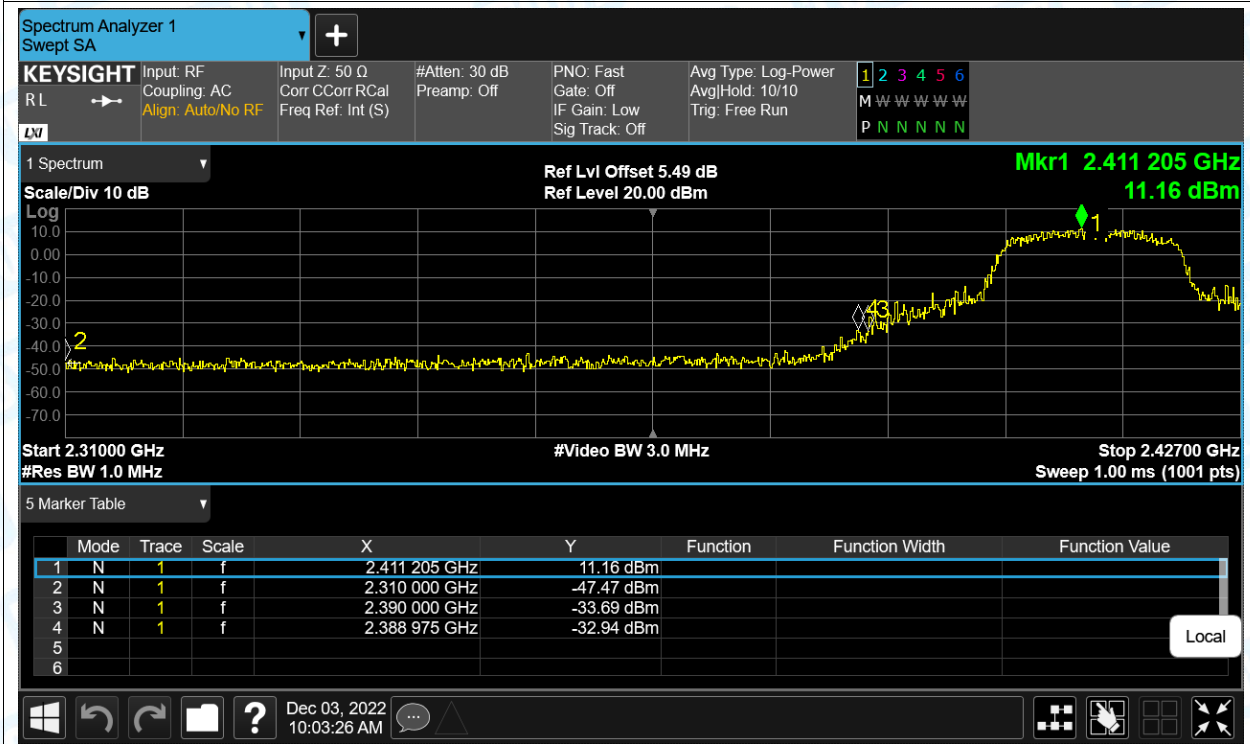 Spectrum Analyzer 1
Swept SA
+
KEYSIGHT
R L
LXI
Input: RF
Coupling: AC
Align: Auto/No RF
Input Z: 50 Ω
Corr CCorr RCal
Freq Ref: Int (S)
#Atten: 30 dB
Preamp: Off
PNO: Fast
Gate: Off
IF Gain: Low
Sig Track: Off
Avg Type: Log-Power
Avg|Hold: 10/10
Trig: Free Run
1 2 3 4 5 6
M W W W W W
P N N N N N
1 Spectrum
Scale/Div 10 dB
Ref Lvl Offset 5.49 dB
Ref Level 20.00 dBm
Mkr1 2.411 205 GHz
11.16 dBm
Log
10.0
0.00
-10.0
-20.0
-30.0
-40.0
-50.0
-60.0
-70.0
1
2
43
Start 2.31000 GHz
#Res BW 1.0 MHz
#Video BW 3.0 MHz
Stop 2.42700 GHz
Sweep 1.00 ms (1001 pts)
5 Marker Table
Mode Trace Scale X Y Function Function Width Function Value
1 N 1 f 2.411 205 GHz 11.16 dBm
2 N 1 f 2.310 000 GHz -47.47 dBm
3 N 1 f 2.390 000 GHz -33.69 dBm
4 N 1 f 2.388 975 GHz -32.94 dBm
5
6
Local
?
Dec 03, 2022
10:03:26 AM